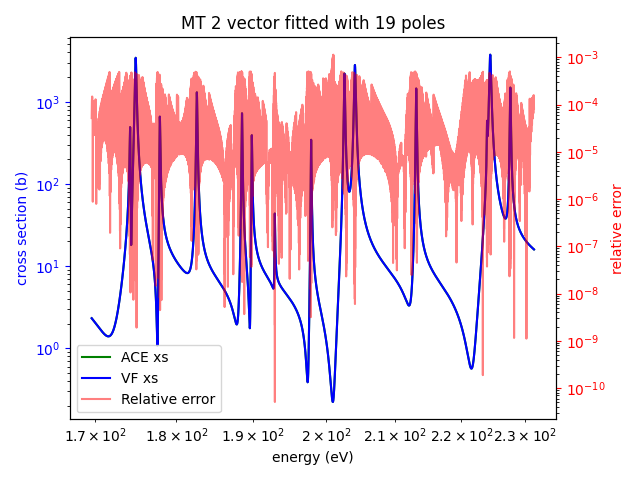 MT 2 vector fitted with 19 poles
cross section (b)
10³
10²
10¹
10⁰
10⁻³
10⁻⁴
10⁻⁵
10⁻⁶
10⁻⁷
10⁻⁸
10⁻⁹
10⁻¹⁰
relative error
ACE xs
VF xs
Relative error
1.7 × 10² 1.8 × 10² 1.9 × 10² 2 × 10² 2.1 × 10² 2.2 × 10² 2.3 × 10²
energy (eV)